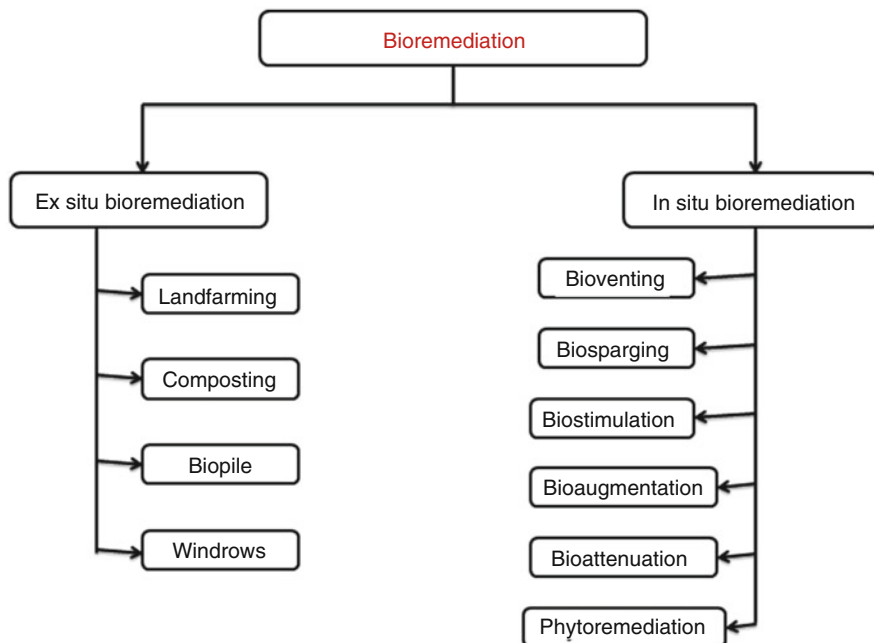 Bioremediation
Ex situ bioremediation
Landfarming
Composting
Biopile
Windrows
In situ bioremediation
Bioventing
Biosparging
Biostimulation
Bioaugmentation
Bioattenuation
Phytoremediation